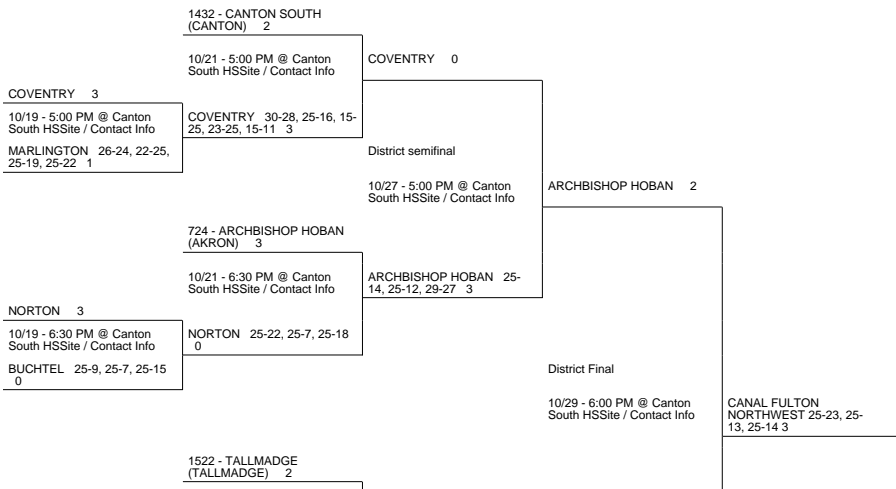 1432 - CANTON SOUTH
(CANTON) 2
10/21 - 5:00 PM @ Canton
South HSSite / Contact Info
COVENTRY 0
COVENTRY 3
10/19 - 5:00 PM @ Canton
South HSSite / Contact Info
COVENTRY 30-28, 25-16, 15-
25, 23-25, 15-11 3
MARLINGTON 26-24, 22-25,
25-19, 25-22 1
District semifinal
10/27 - 5:00 PM @ Canton
South HSSite / Contact Info
ARCHBISHOP HOBAN 2
724 - ARCHBISHOP HOBAN
(AKRON) 3
10/21 - 6:30 PM @ Canton
South HSSite / Contact Info
ARCHBISHOP HOBAN 25-
14, 25-12, 29-27 3
NORTON 3
10/19 - 6:30 PM @ Canton
South HSSite / Contact Info
NORTON 25-22, 25-7, 25-18
0
BUCHTEL 25-9, 25-7, 25-15
0
District Final
10/29 - 6:00 PM @ Canton
South HSSite / Contact Info
CANAL FULTON
NORTHWEST 25-23, 25-
13, 25-14 3
1522 - TALLMADGE
(TALLMADGE) 2